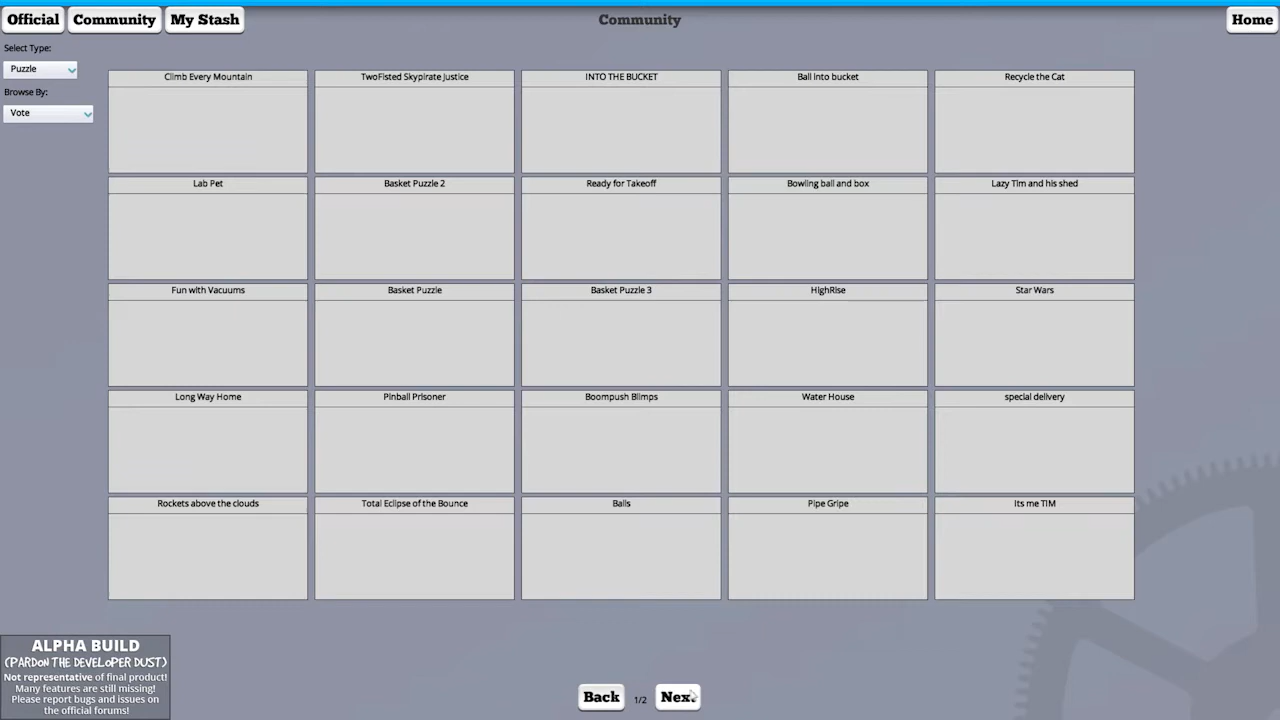 Official Community My Stash Community Home
Select Type:
Puzzle
Browse By:
Vote
Climb Every Mountain TwoFisted Skypirate Justice INTO THE BUCKET Ball into bucket Recycle the Cat
Lab Pet Basket Puzzle 2 Ready for Takeoff Bowling ball and box Lazy Tim and his shed
Fun with Vacuums Basket Puzzle Basket Puzzle 3 HighRise Star Wars
Long Way Home Pinball Prisoner Boompush Blimps Water House special delivery
Rockets above the clouds Total Eclipse of the Bounce Balls Pipe Gripe Its me TIM
ALPHA BUILD
(PARDON THE DEVELOPER DUST)
Not representative of final product!
Many features are still missing!
Please report bugs and issues on
the official forums!
Back 1/2 Next